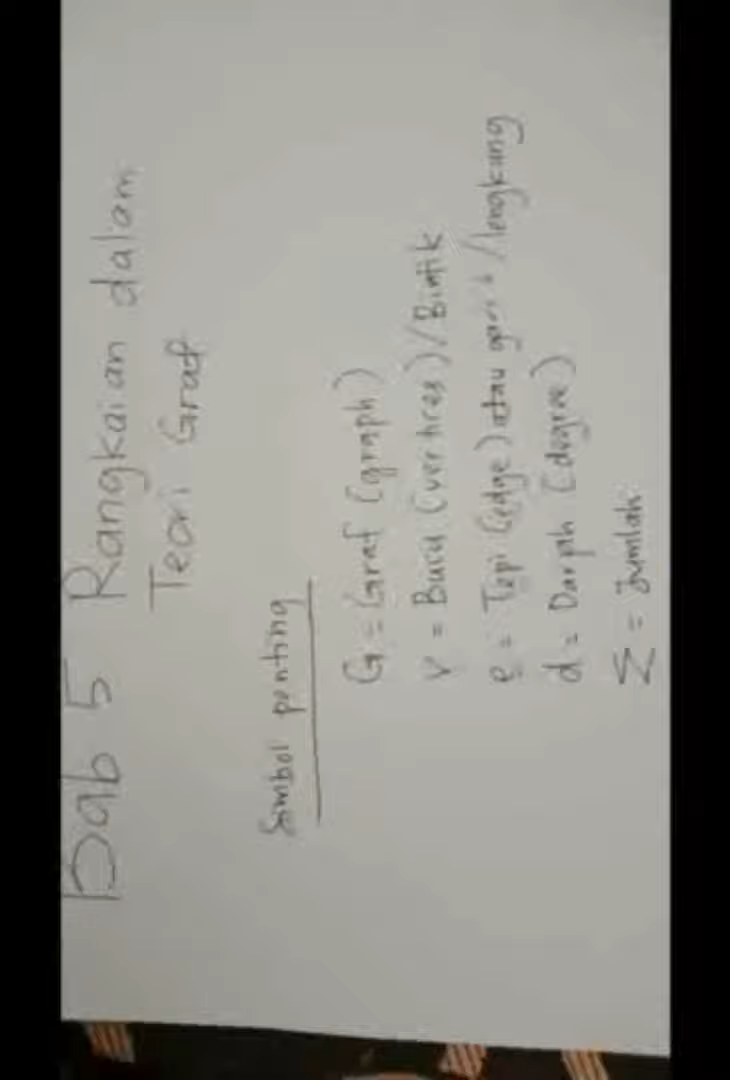 Bab 5 Rangkaian dalam
Teori Graf
Simbol penting
G = Graf (graph)
V = Bucu (vertices) / Bintik
e = Tepi (edge) atau garis / lengkung
d = Darjah (degree)
Σ = Jumlah